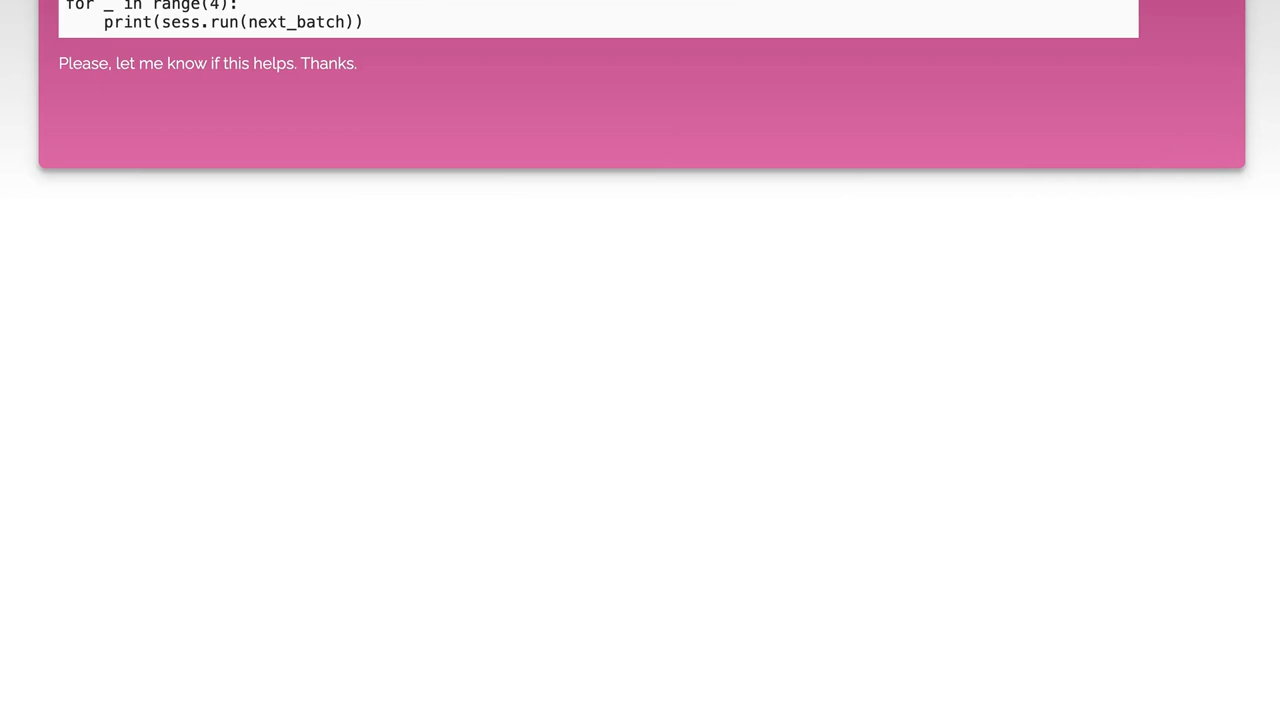 for _ in range(4):
    print(sess.run(next_batch))
Please, let me know if this helps. Thanks.